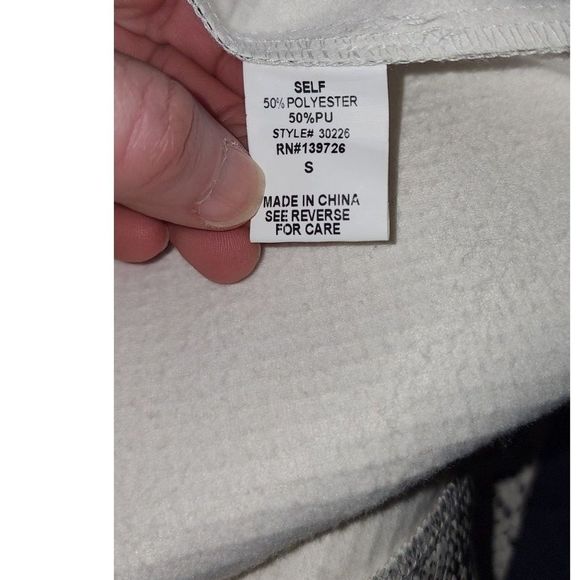 SELF
50% POLYESTER
50%PU
STYLE# 30226
RN#139726
S
MADE IN CHINA
SEE REVERSE
FOR CARE